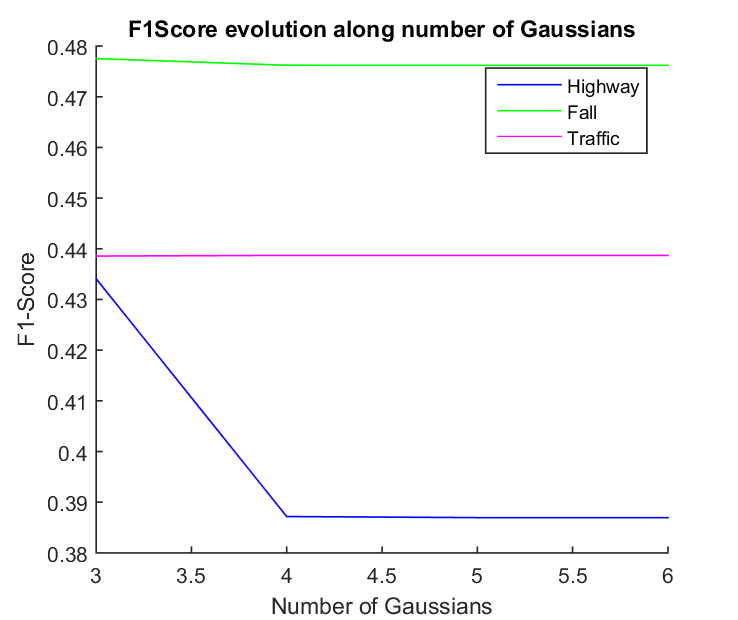 F1Score evolution along number of Gaussians
0.48
0.47
0.46
0.45
0.44
0.43
0.42
0.41
0.4
0.39
0.38
F1-Score
Highway
Fall
Traffic
3 3.5 4 4.5 5 5.5 6
Number of Gaussians